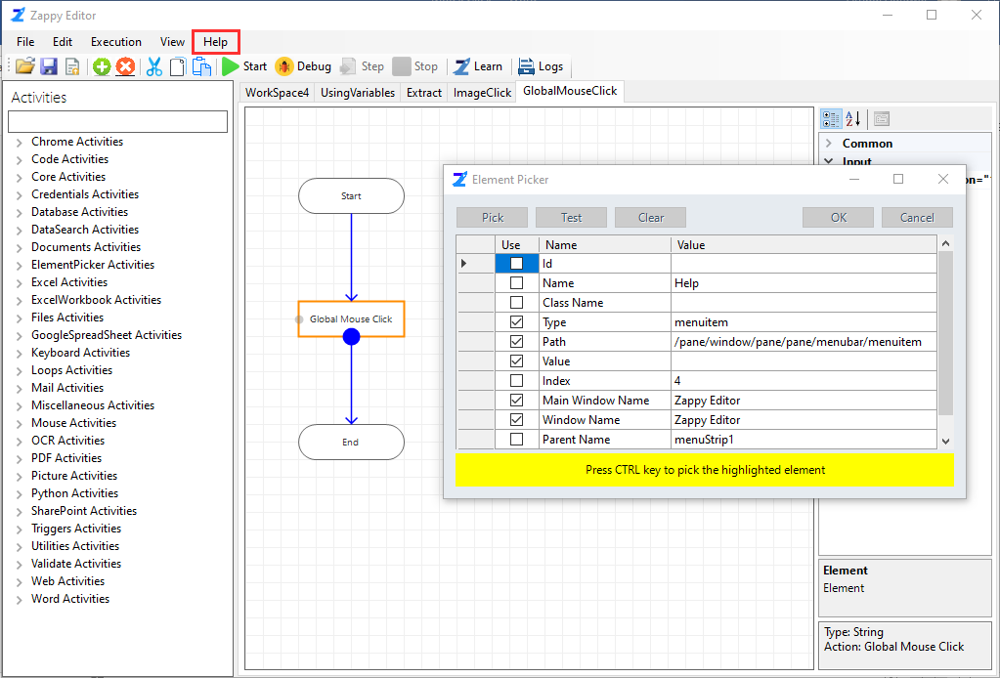 Zappy Editor
File Edit Execution View Help
Start Debug Step Stop Learn Logs
Activities
Chrome Activities
Code Activities
Core Activities
Credentials Activities
Database Activities
DataSearch Activities
Documents Activities
ElementPicker Activities
Excel Activities
ExcelWorkbook Activities
Files Activities
GoogleSpreadSheet Activities
Keyboard Activities
Loops Activities
Mail Activities
Miscellaneous Activities
Mouse Activities
OCR Activities
PDF Activities
Picture Activities
Python Activities
SharePoint Activities
Triggers Activities
Utilities Activities
Validate Activities
Web Activities
Word Activities
WorkSpace4 UsingVariables Extract ImageClick GlobalMouseClick
Start
Global Mouse Click
End
Common
Input
on="
Element Picker
Pick Test Clear OK Cancel
Use Name Value
Id
Name Help
Class Name
Type menuitem
Path /pane/window/pane/pane/menubar/menuitem
Value
Index 4
Main Window Name Zappy Editor
Window Name Zappy Editor
Parent Name menuStrip1
Press CTRL key to pick the highlighted element
Element
Element
Type: String
Action: Global Mouse Click